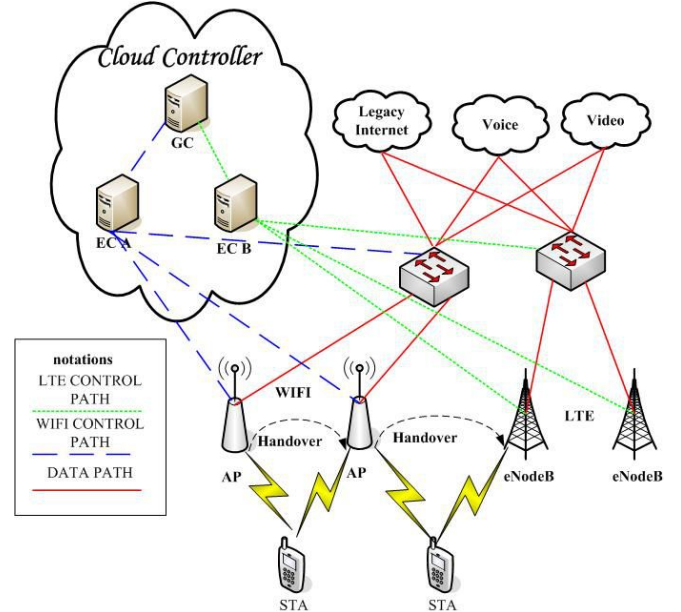 Cloud Controller
GC
EC A
EC B
Legacy
Internet
Voice
Video
notations
LTE CONTROL
PATH
WIFI CONTROL
PATH
DATA PATH
WIFI
LTE
Handover
Handover
AP
AP
eNodeB
eNodeB
STA
STA